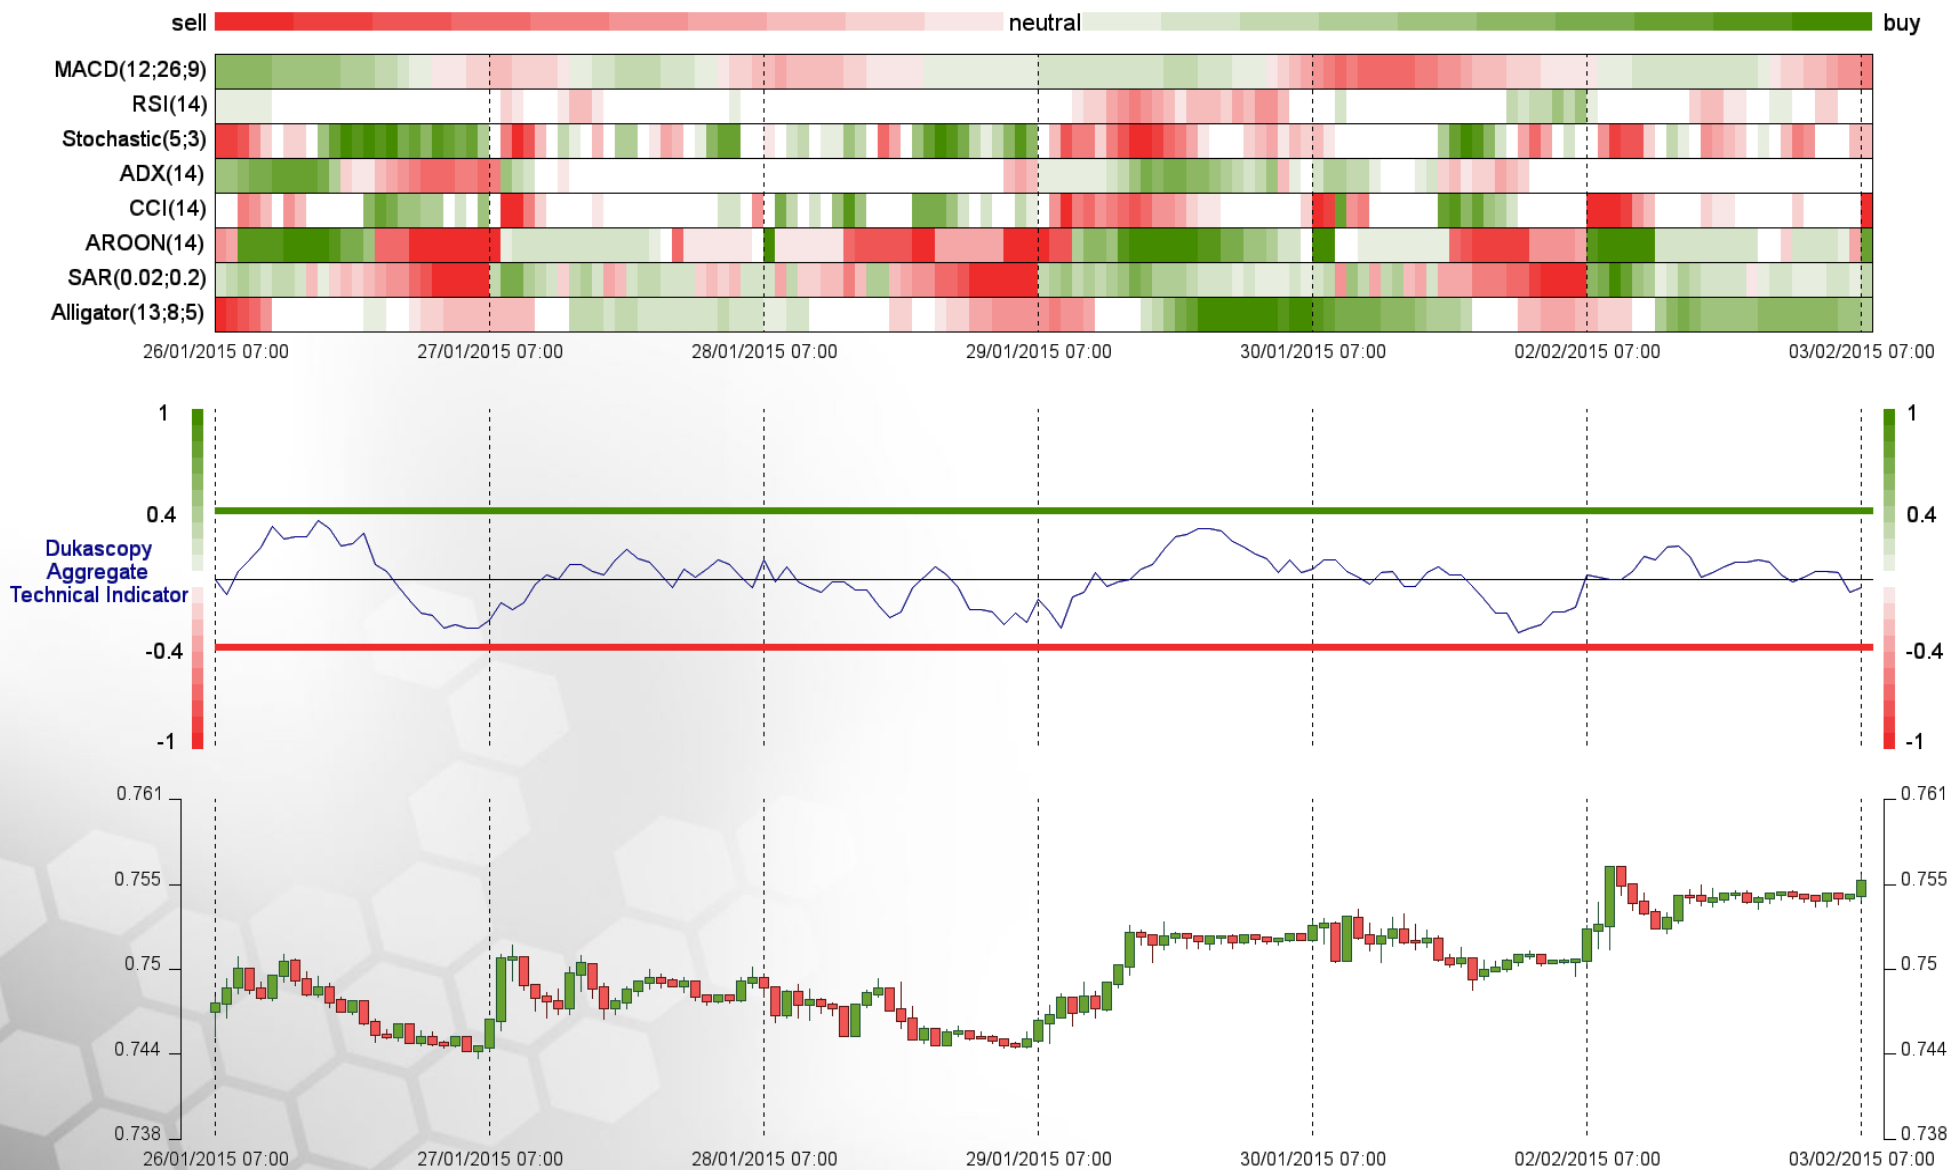 sell neutral buy
MACD(12;26;9)
RSI(14)
Stochastic(5;3)
ADX(14)
CCI(14)
AROON(14)
SAR(0.02;0.2)
Alligator(13;8;5)
26/01/2015 07:00 27/01/2015 07:00 28/01/2015 07:00 29/01/2015 07:00 30/01/2015 07:00 02/02/2015 07:00 03/02/2015 07:00
1 1
0.4 0.4
Dukascopy
Aggregate
Technical Indicator
-0.4 -0.4
-1 -1
0.761 0.761
0.755 0.755
0.75 0.75
0.744 0.744
0.738 0.738
26/01/2015 07:00 27/01/2015 07:00 28/01/2015 07:00 29/01/2015 07:00 30/01/2015 07:00 02/02/2015 07:00 03/02/2015 07:00